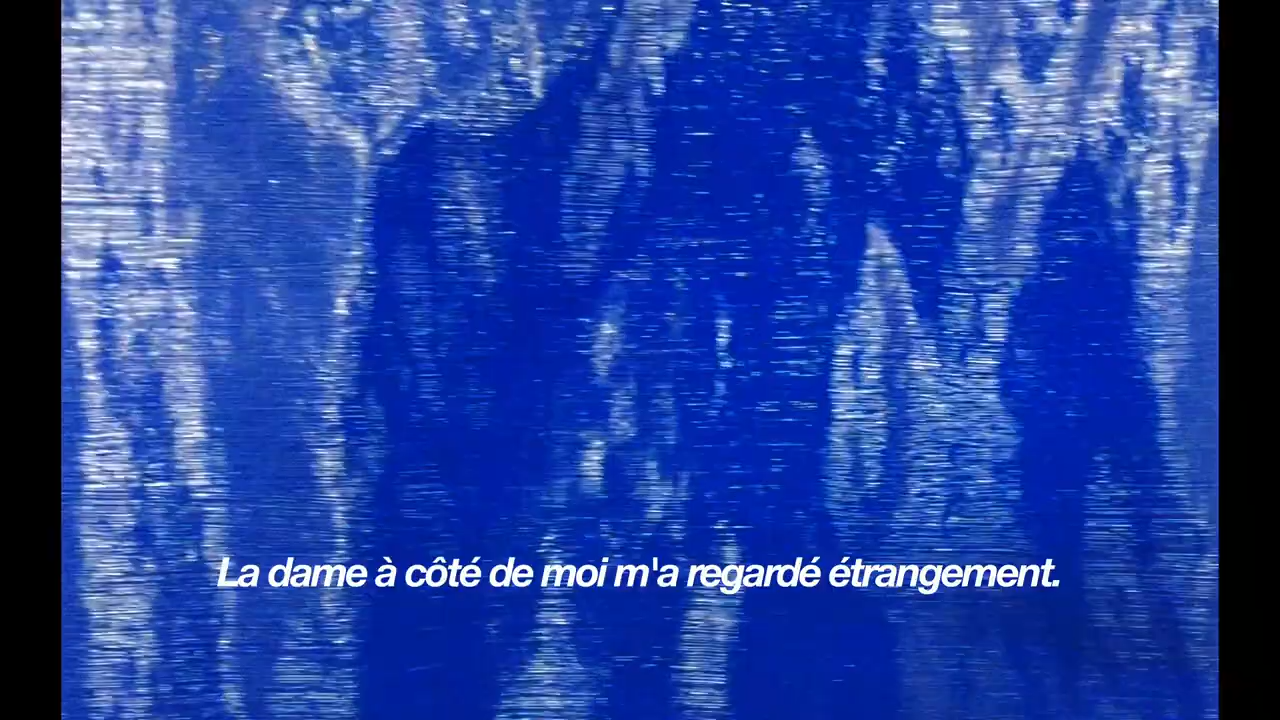 La dame à côté de moi m'a regardé étrangement.